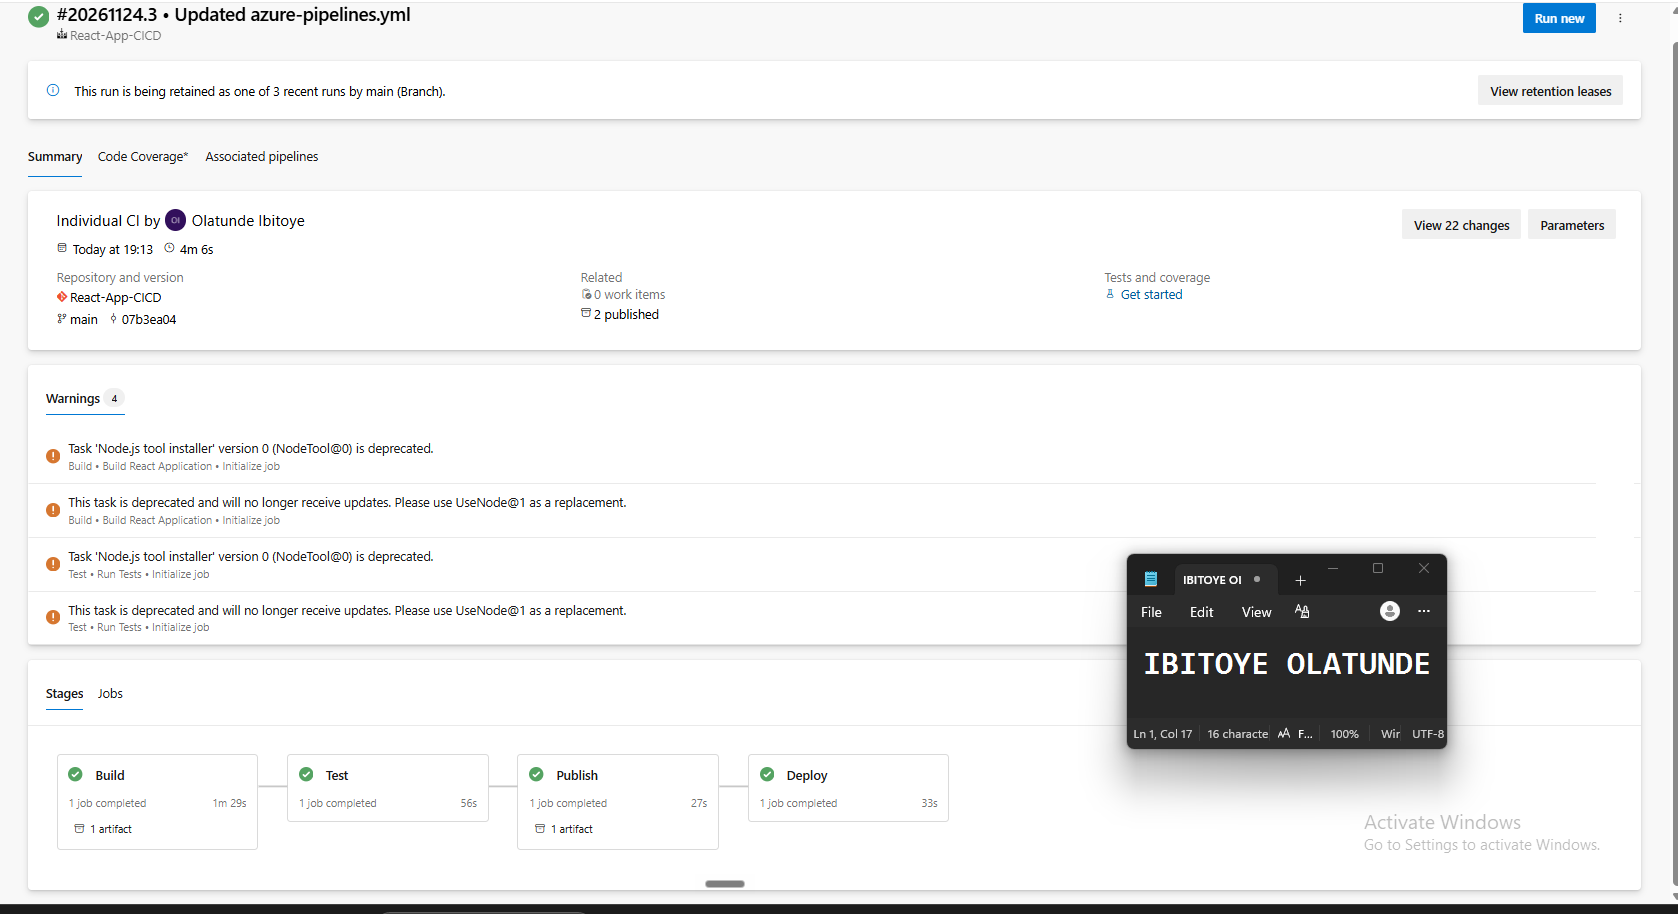 #20261124.3 • Updated azure-pipelines.yml
React-App-CICD
Run new
This run is being retained as one of 3 recent runs by main (Branch).
View retention leases
Summary
Code Coverage*
Associated pipelines
Individual CI by OI Olatunde Ibitoye
View 22 changes
Parameters
Today at 19:13 4m 6s
Repository and version
React-App-CICD
main 07b3ea04
Related
0 work items
2 published
Tests and coverage
Get started
Warnings 4
Task 'Node.js tool installer' version 0 (NodeTool@0) is deprecated.
Build • Build React Application • Initialize job
This task is deprecated and will no longer receive updates. Please use UseNode@1 as a replacement.
Build • Build React Application • Initialize job
Task 'Node.js tool installer' version 0 (NodeTool@0) is deprecated.
Test • Run Tests • Initialize job
This task is deprecated and will no longer receive updates. Please use UseNode@1 as a replacement.
Test • Run Tests • Initialize job
IBITOYE OI
File Edit View
IBITOYE OLATUNDE
Ln 1, Col 17 16 characte F... 100% Wir UTF-8
Stages
Jobs
Build
1 job completed 1m 29s
1 artifact
Test
1 job completed 56s
Publish
1 job completed 27s
1 artifact
Deploy
1 job completed 33s
Activate Windows
Go to Settings to activate Windows.